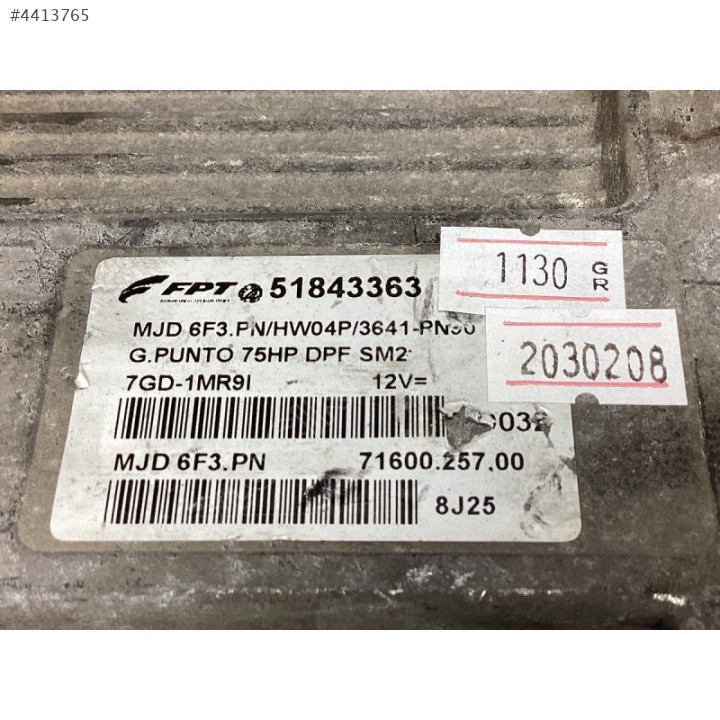 #4413765
FPT 51843363
1130 GR
MJD 6F3.PN/HW04P/3641-PN
G.PUNTO 75HP DPF SM2
2030208
7GD-1MR9I 12V=
MJD 6F3.PN 71600.257.00
8J25